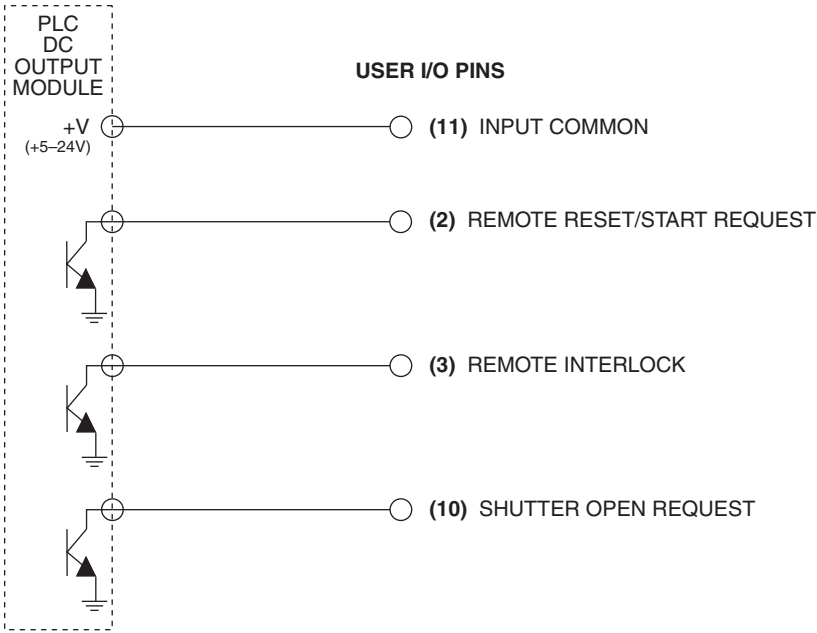 PLC
DC
OUTPUT
MODULE
USER I/O PINS
+V
(+5–24V)
(11) INPUT COMMON
(2) REMOTE RESET/START REQUEST
(3) REMOTE INTERLOCK
(10) SHUTTER OPEN REQUEST